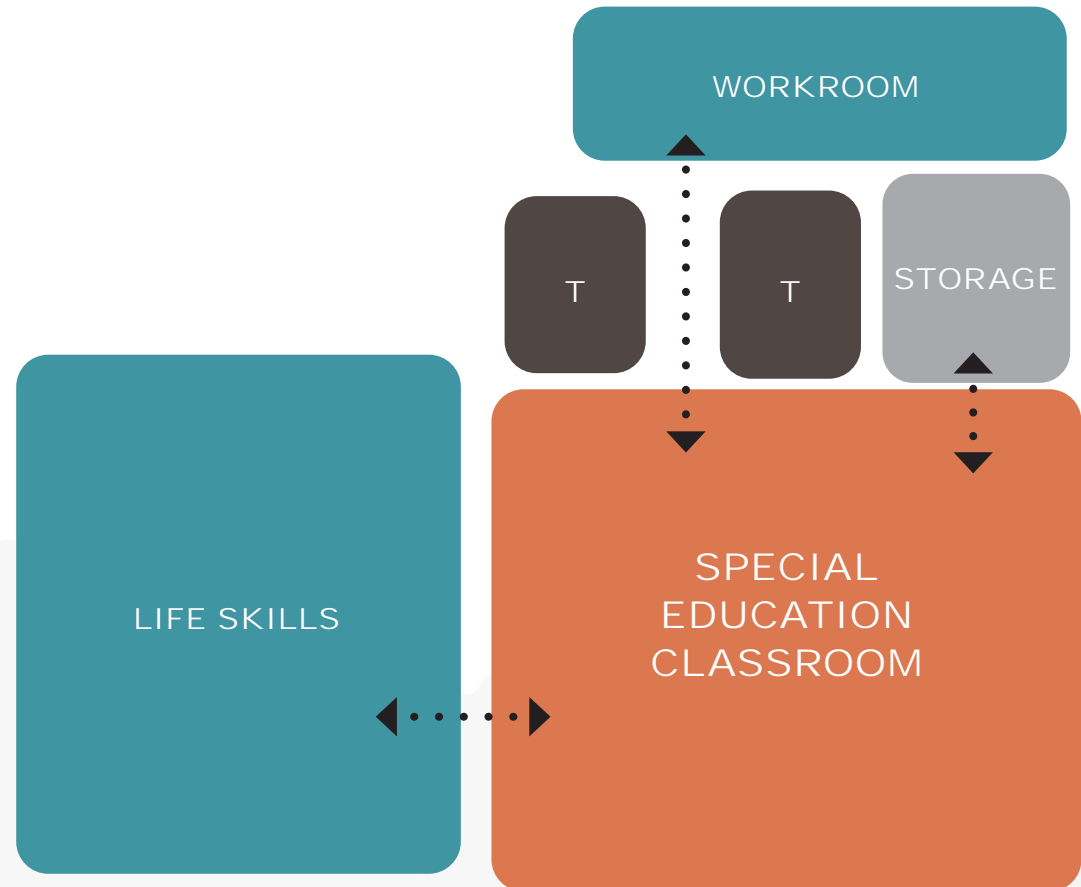 WORKROOM
T
T
STORAGE
LIFE SKILLS
SPECIAL
EDUCATION
CLASSROOM